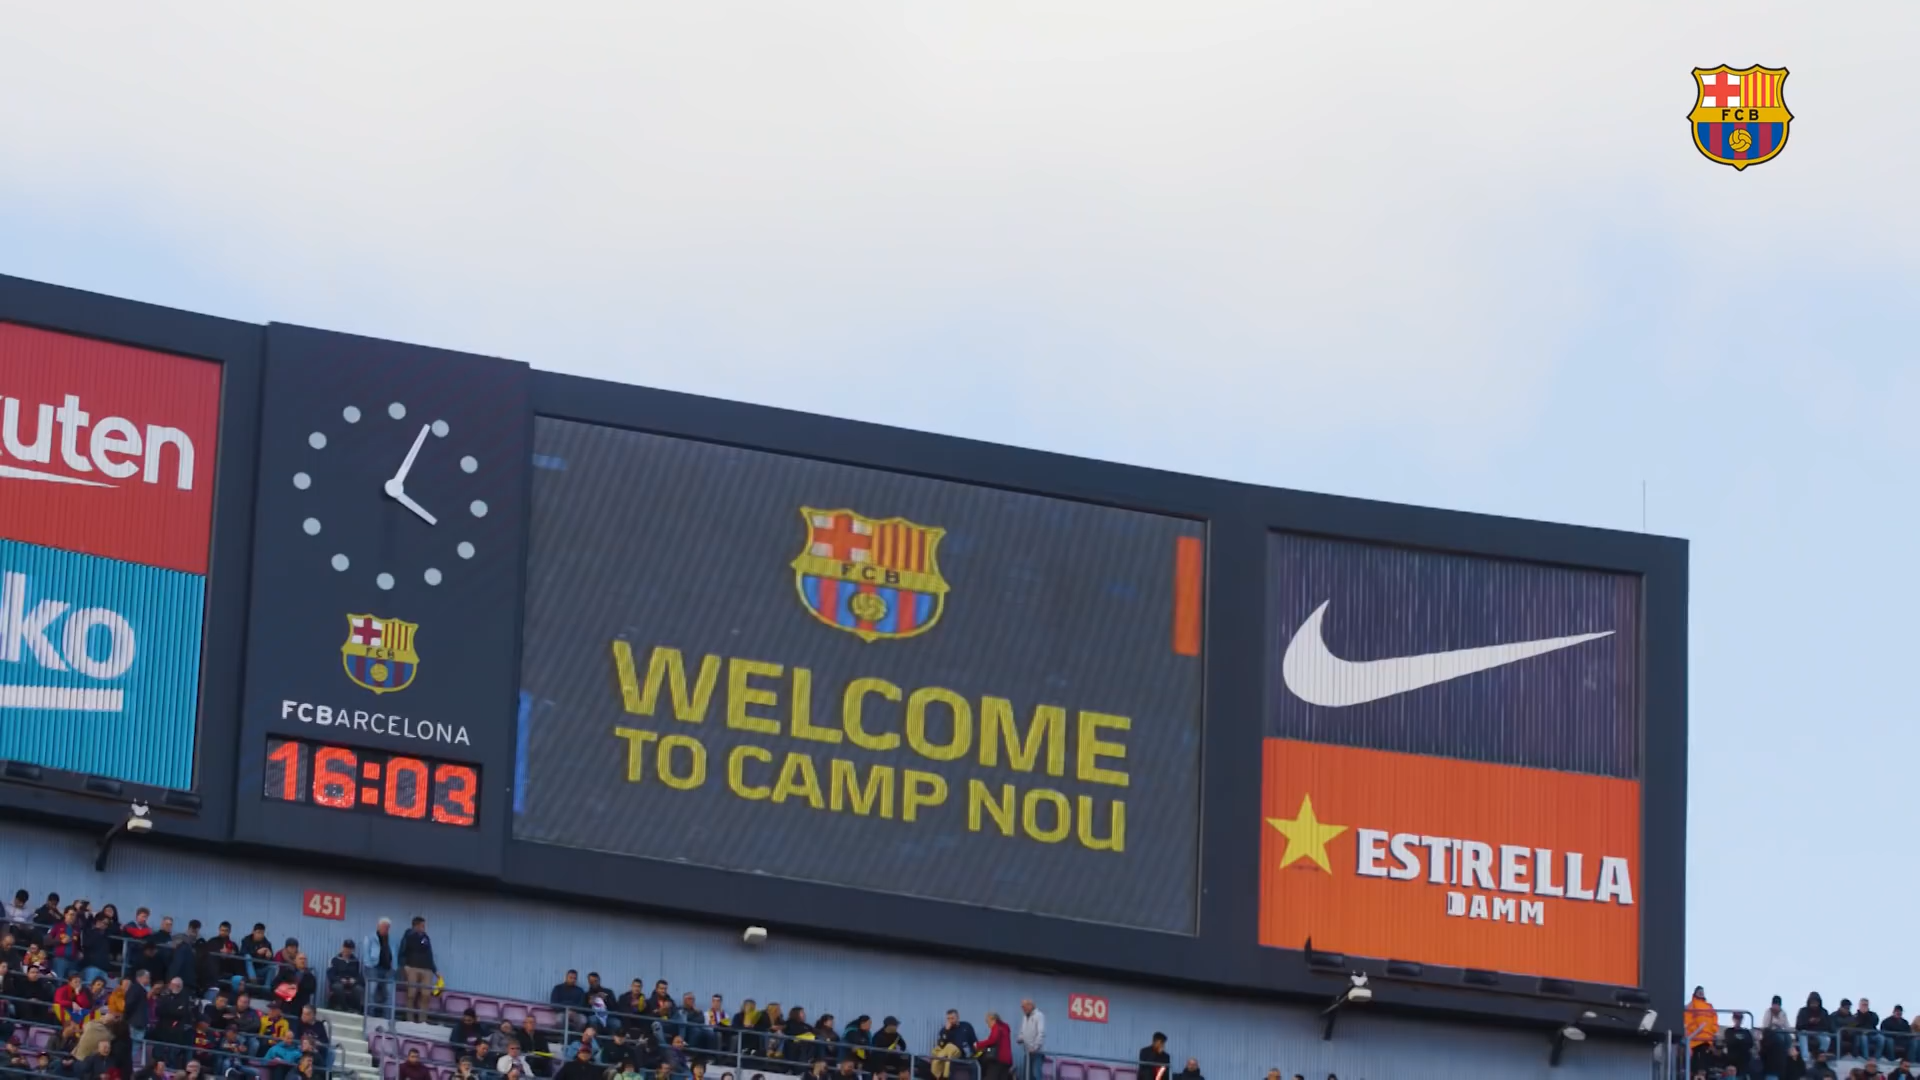 FCB
uten
ko
FCB
FCBARCELONA
16:03
FCB
WELCOME
TO CAMP NOU
ESTRELLA
DAMM
451
450